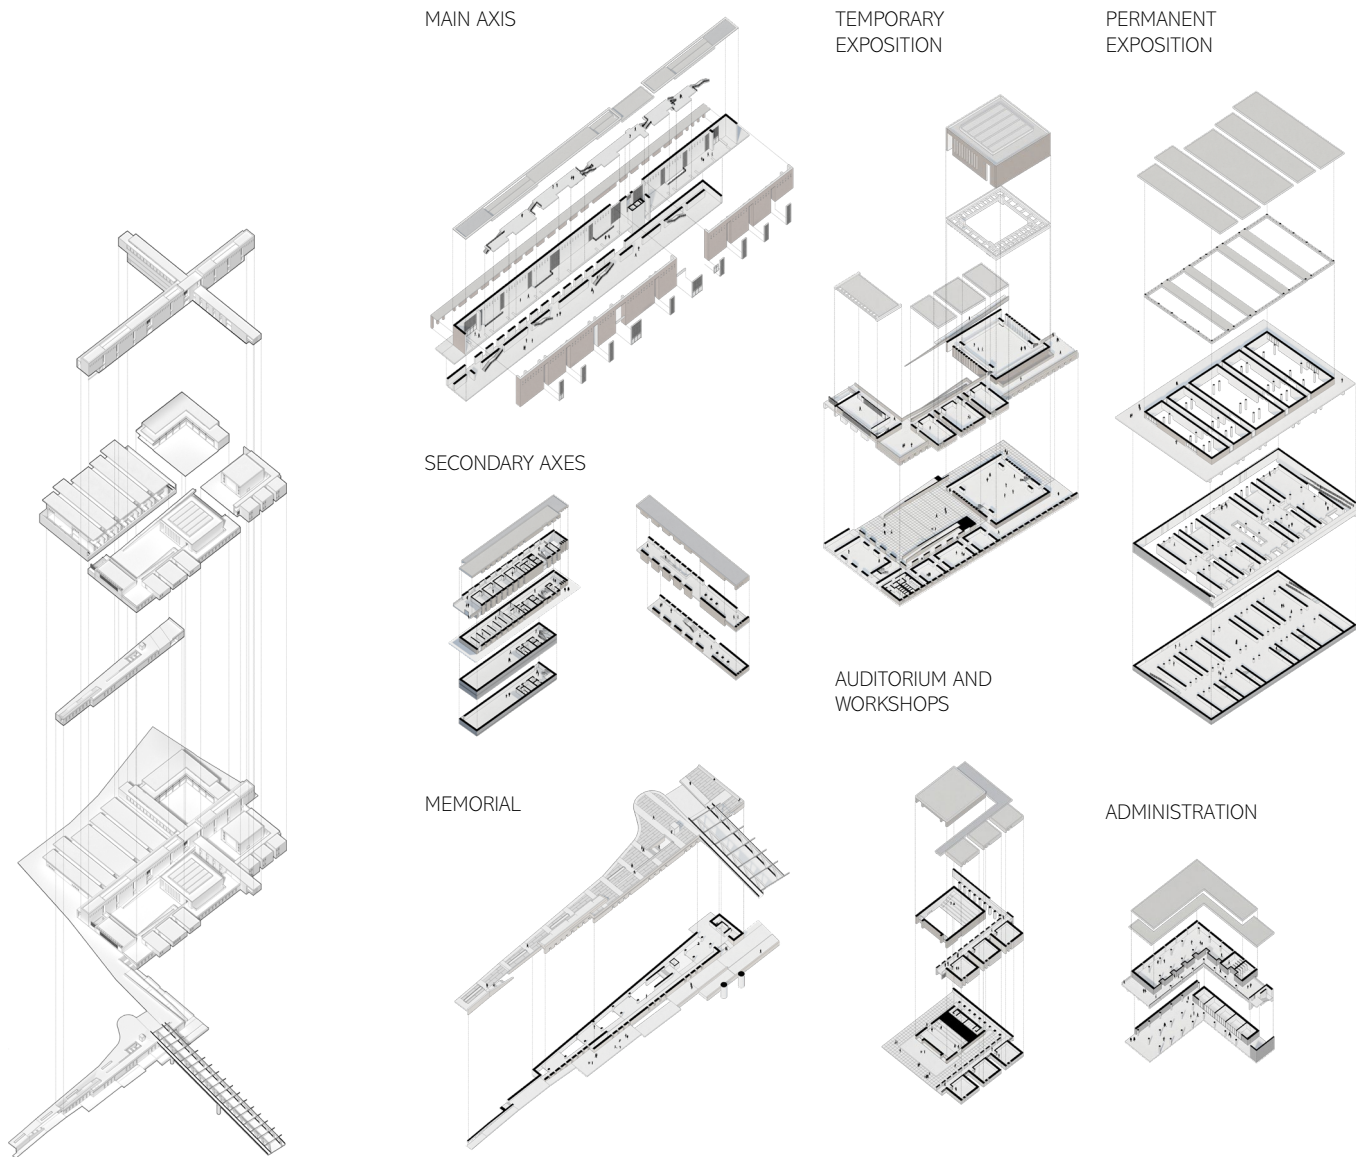 MAIN AXIS
TEMPORARY
EXPOSITION
PERMANENT
EXPOSITION
SECONDARY AXES
AUDITORIUM AND
WORKSHOPS
MEMORIAL
ADMINISTRATION